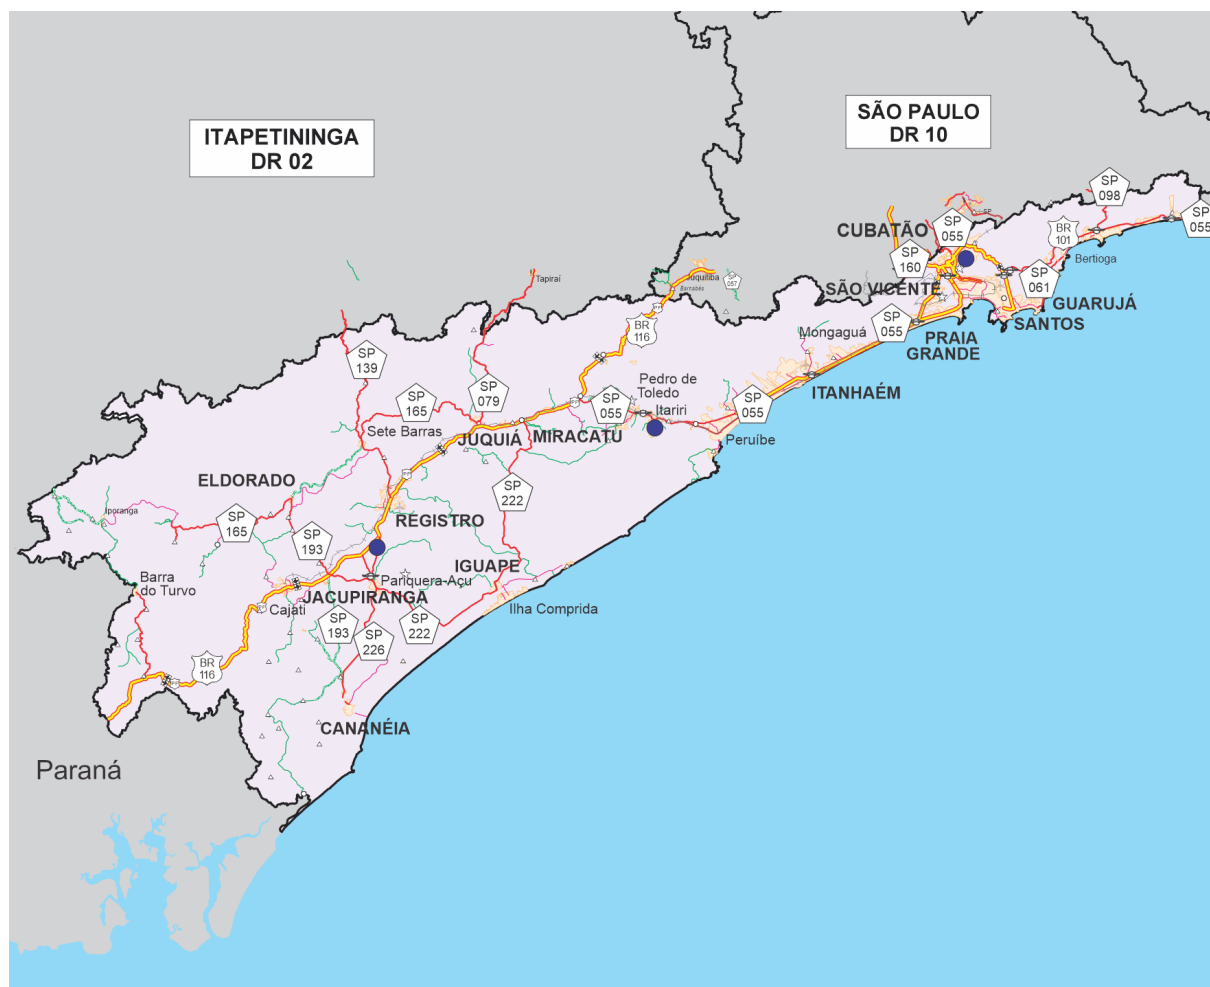 SÃO PAULO
DR 10
ITAPETININGA
DR 02
SP
098
SP
055
SP
055
CUBATÃO
BR
101
SP
160
Bertioga
SP
061
SÃO VICENTE
GUARUJÁ
SANTOS
Tapiraí
Juquitiba
Barnabés
SP
057
SP
055
Mongaguá
PRAIA
GRANDE
BR
116
SP
139
ITANHAÉM
Pedro de
Toledo
SP
079
SP
165
SP
055
Itariri
SP
055
Sete Barras
JUQUIÁ
MIRACATU
Peruíbe
ELDORADO
SP
222
Iporanga
SP
165
REGISTRO
SP
193
IGUAPE
Barra
do Turvo
Pariquera-Açu
JACUPIRANGA
Cajati
Ilha Comprida
SP
193
SP
226
SP
222
BR
116
CANANÉIA
Paraná